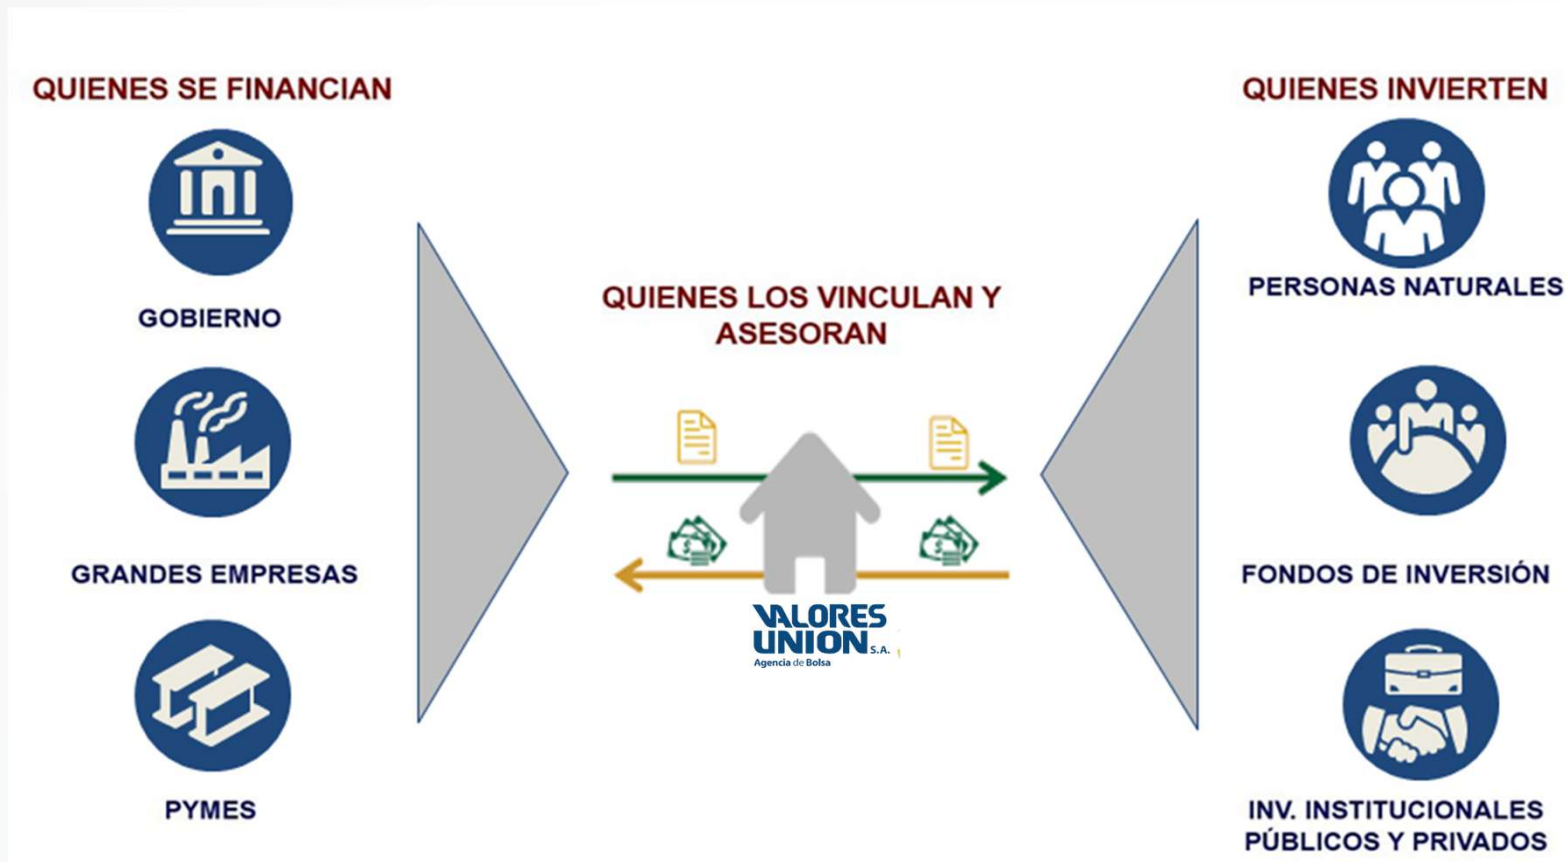 QUIENES SE FINANCIAN
GOBIERNO
GRANDES EMPRESAS
PYMES
QUIENES LOS VINCULAN Y
ASESORAN
$
$
VALORES
UNION S.A.
Agencia de Bolsa
QUIENES INVIERTEN
PERSONAS NATURALES
FONDOS DE INVERSIÓN
INV. INSTITUCIONALES
PÚBLICOS Y PRIVADOS